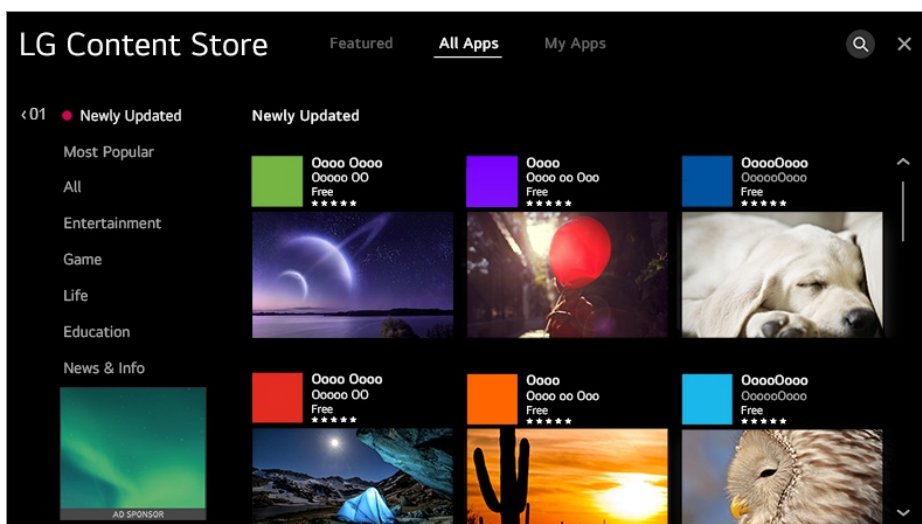 LG Content Store
Featured
All Apps
My Apps
‹01
Newly Updated
Most Popular
All
Entertainment
Game
Life
Education
News & Info
AD SPONSOR
Newly Updated
Oooo Oooo
Ooooo OO
Free
★★★★★
Oooo
Oooo oo Ooo
Free
★★★★★
OoooOooo
OooooOooo
Free
★★★★★
Oooo Oooo
Ooooo OO
Free
★★★★★
Oooo
Oooo oo Ooo
Free
★★★★★
OoooOooo
OooooOooo
Free
★★★★★